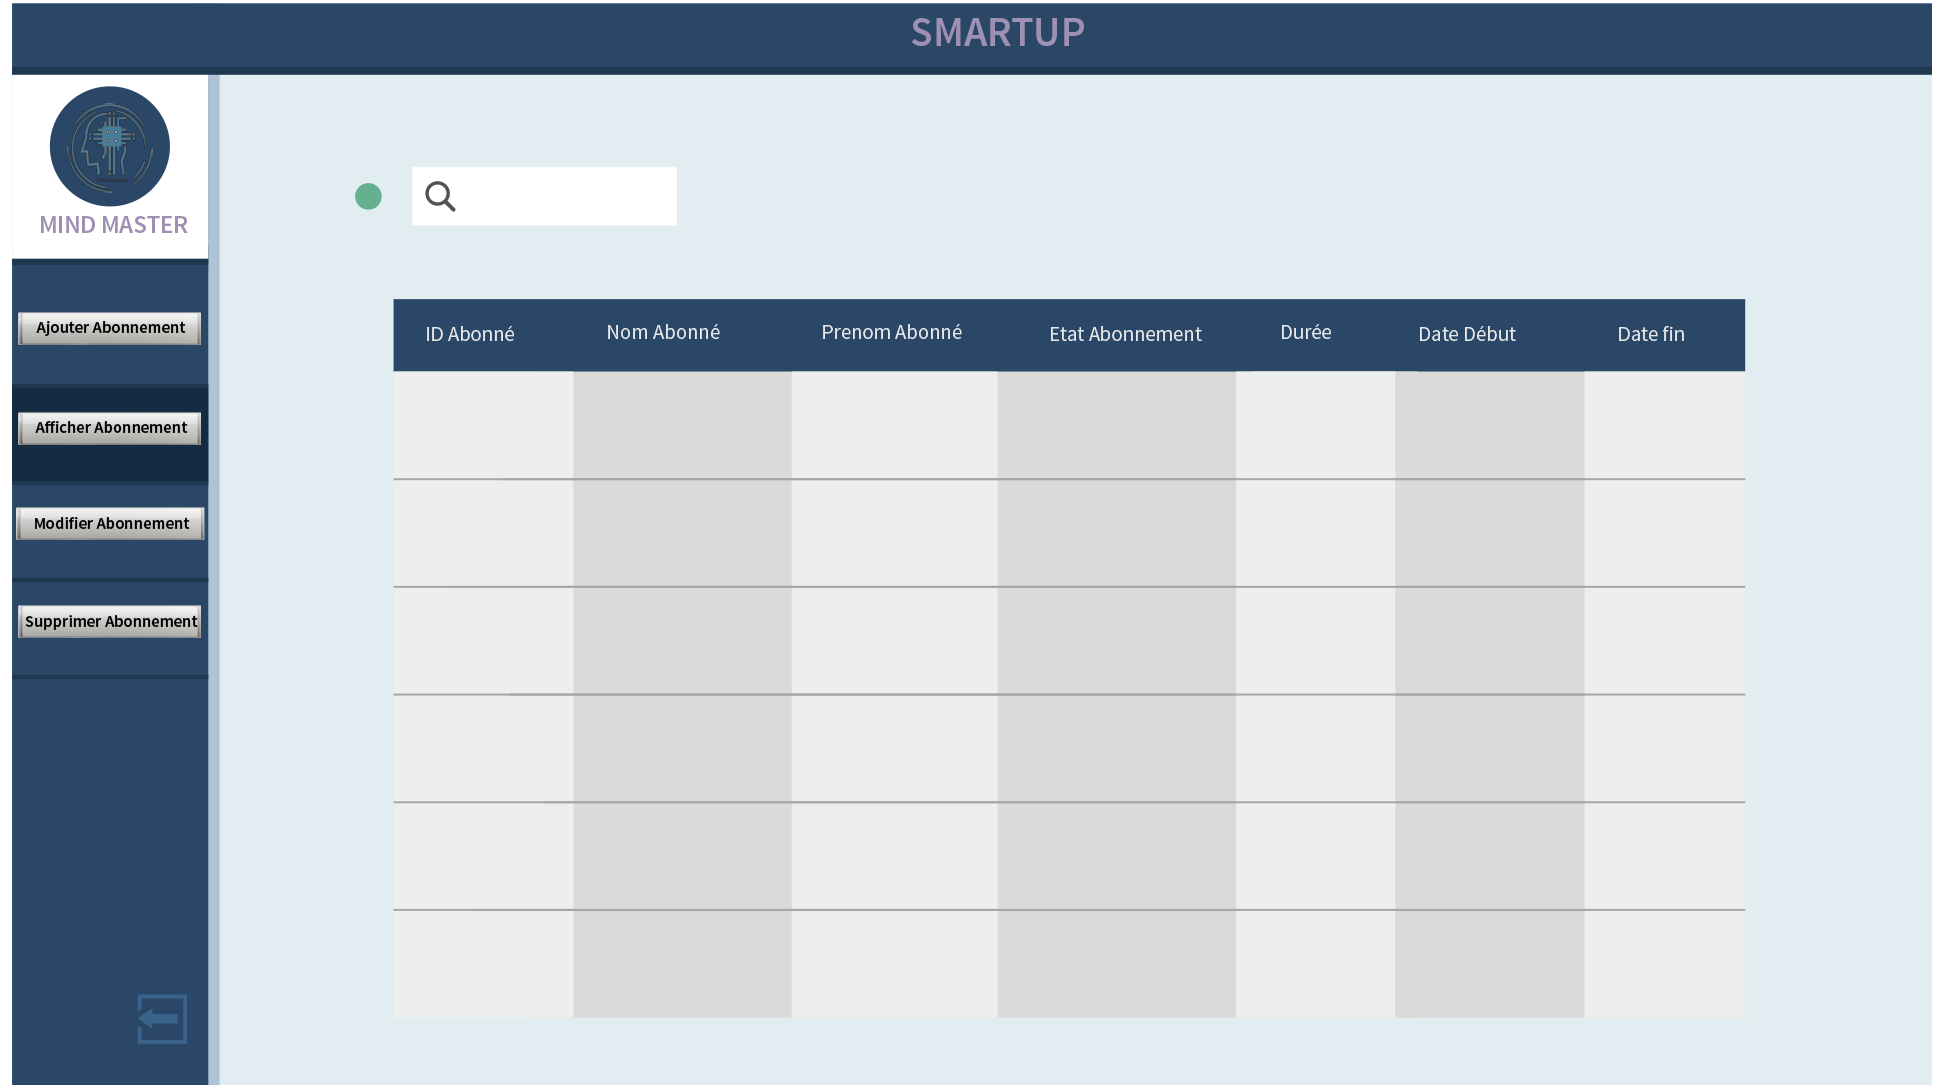 SMARTUP
MIND MASTER
Ajouter Abonnement
Afficher Abonnement
Modifier Abonnement
Supprimer Abonnement
ID Abonné
Nom Abonné
Prenom Abonné
Etat Abonnement
Durée
Date Début
Date fin